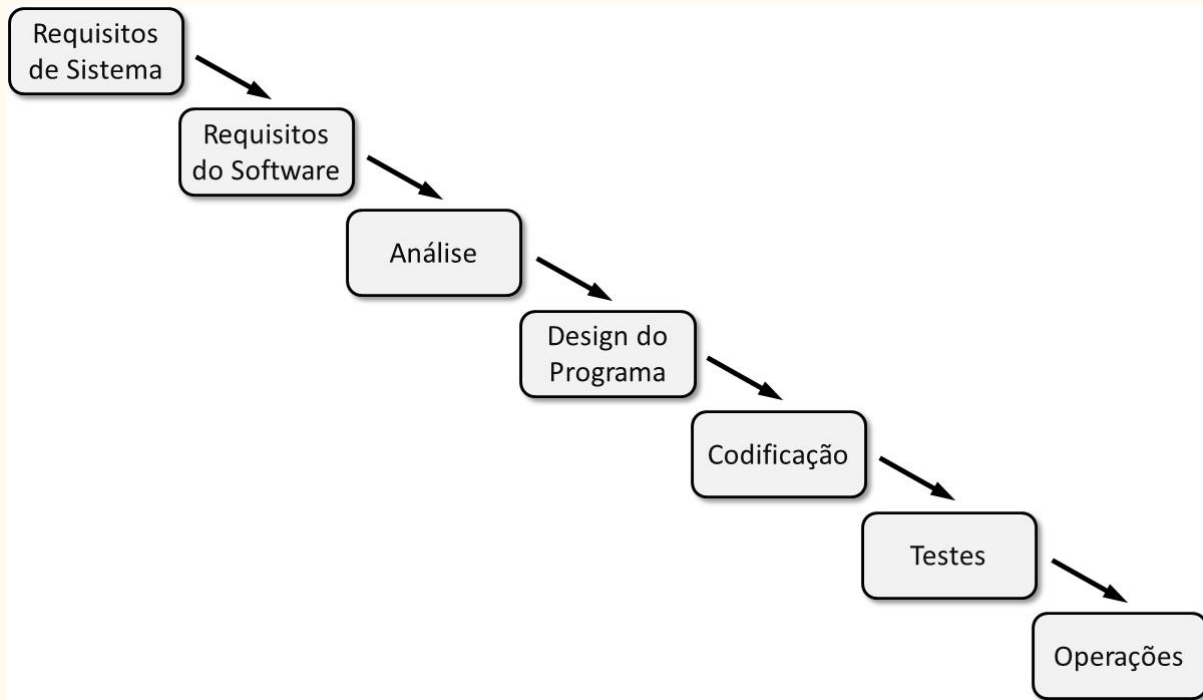 Requisitos
de Sistema
Requisitos
do Software
Análise
Design do
Programa
Codificação
Testes
Operações